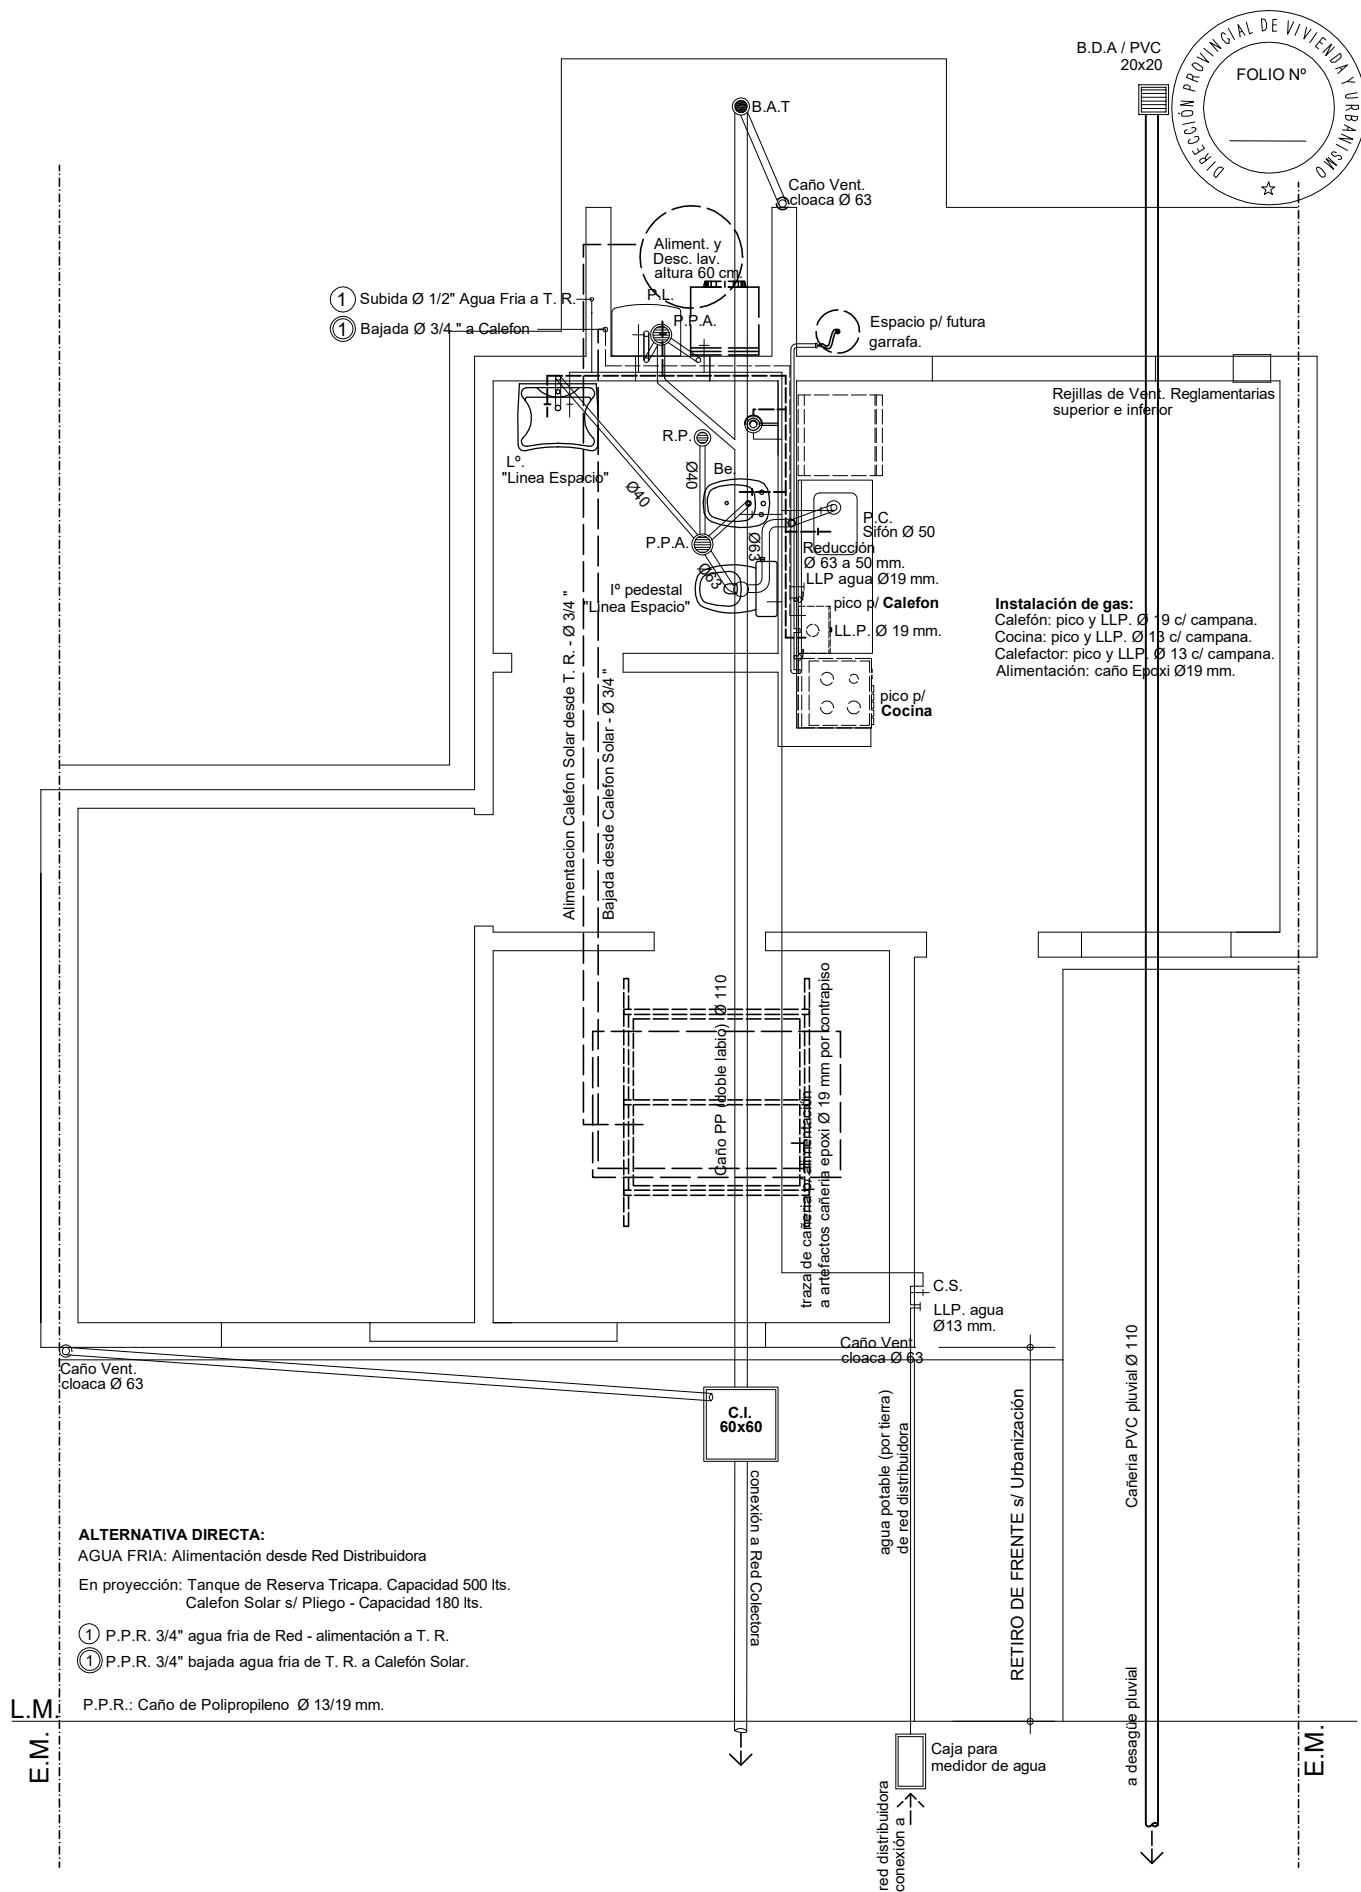 B.D.A / PVC
20x20
DIRECCIÓN PROVINCIAL DE VIVIENDA Y URBANISMO
FOLIO Nº
B.A.T
Caño Vent.
cloaca Ø 63
Aliment. y
Desc. lav.
altura 60 cm.
P.L.
P.P.A.
1 Subida Ø 1/2" Agua Fria a T. R.
1 Bajada Ø 3/4 " a Calefon
Espacio p/ futura
garrafa.
Rejillas de Vent. Reglamentarias
superior e inferior
Lº.
"Linea Espacio"
R.P.
Ø40
Ø40
Be.
P.C.
Sifón Ø 50
P.P.A.
Ø63
Ø63
Reducción
Ø 63 a 50 mm.
LLP agua Ø19 mm.
Iº pedestal
"Linea Espacio"
pico p/ Calefon
LL.P. Ø 19 mm.
Instalación de gas:
Calefón: pico y LLP. Ø 19 c/ campana.
Cocina: pico y LLP. Ø 13 c/ campana.
Calefactor: pico y LLP. Ø 13 c/ campana.
Alimentación: caño Epoxi Ø19 mm.
pico p/
Cocina
Alimentacion Calefon Solar desde T. R. - Ø 3/4 "
Bajada desde Calefon Solar - Ø 3/4 "
Caño PP (doble labio) Ø 110
traza de cañeria p/ alimentación
a artefactos cañeria epoxi Ø 19 mm por contrapiso
C.S.
LLP. agua
Ø13 mm.
Caño Vent.
cloaca Ø 63
Caño Vent.
cloaca Ø 63
C.I.
60x60
conexión a Red Colectora
agua potable (por tierra)
de red distribuidora
RETIRO DE FRENTE s/ Urbanización
Cañeria PVC pluvial Ø 110
a desagüe pluvial
ALTERNATIVA DIRECTA:
AGUA FRIA: Alimentación desde Red Distribuidora
En proyección: Tanque de Reserva Tricapa. Capacidad 500 lts.
Calefon Solar s/ Pliego - Capacidad 180 lts.
1 P.P.R. 3/4" agua fria de Red - alimentación a T. R.
1 P.P.R. 3/4" bajada agua fria de T. R. a Calefón Solar.
P.P.R.: Caño de Polipropileno Ø 13/19 mm.
L.M.
E.M.
E.M.
Caja para
medidor de agua
red distribuidora
conexión a